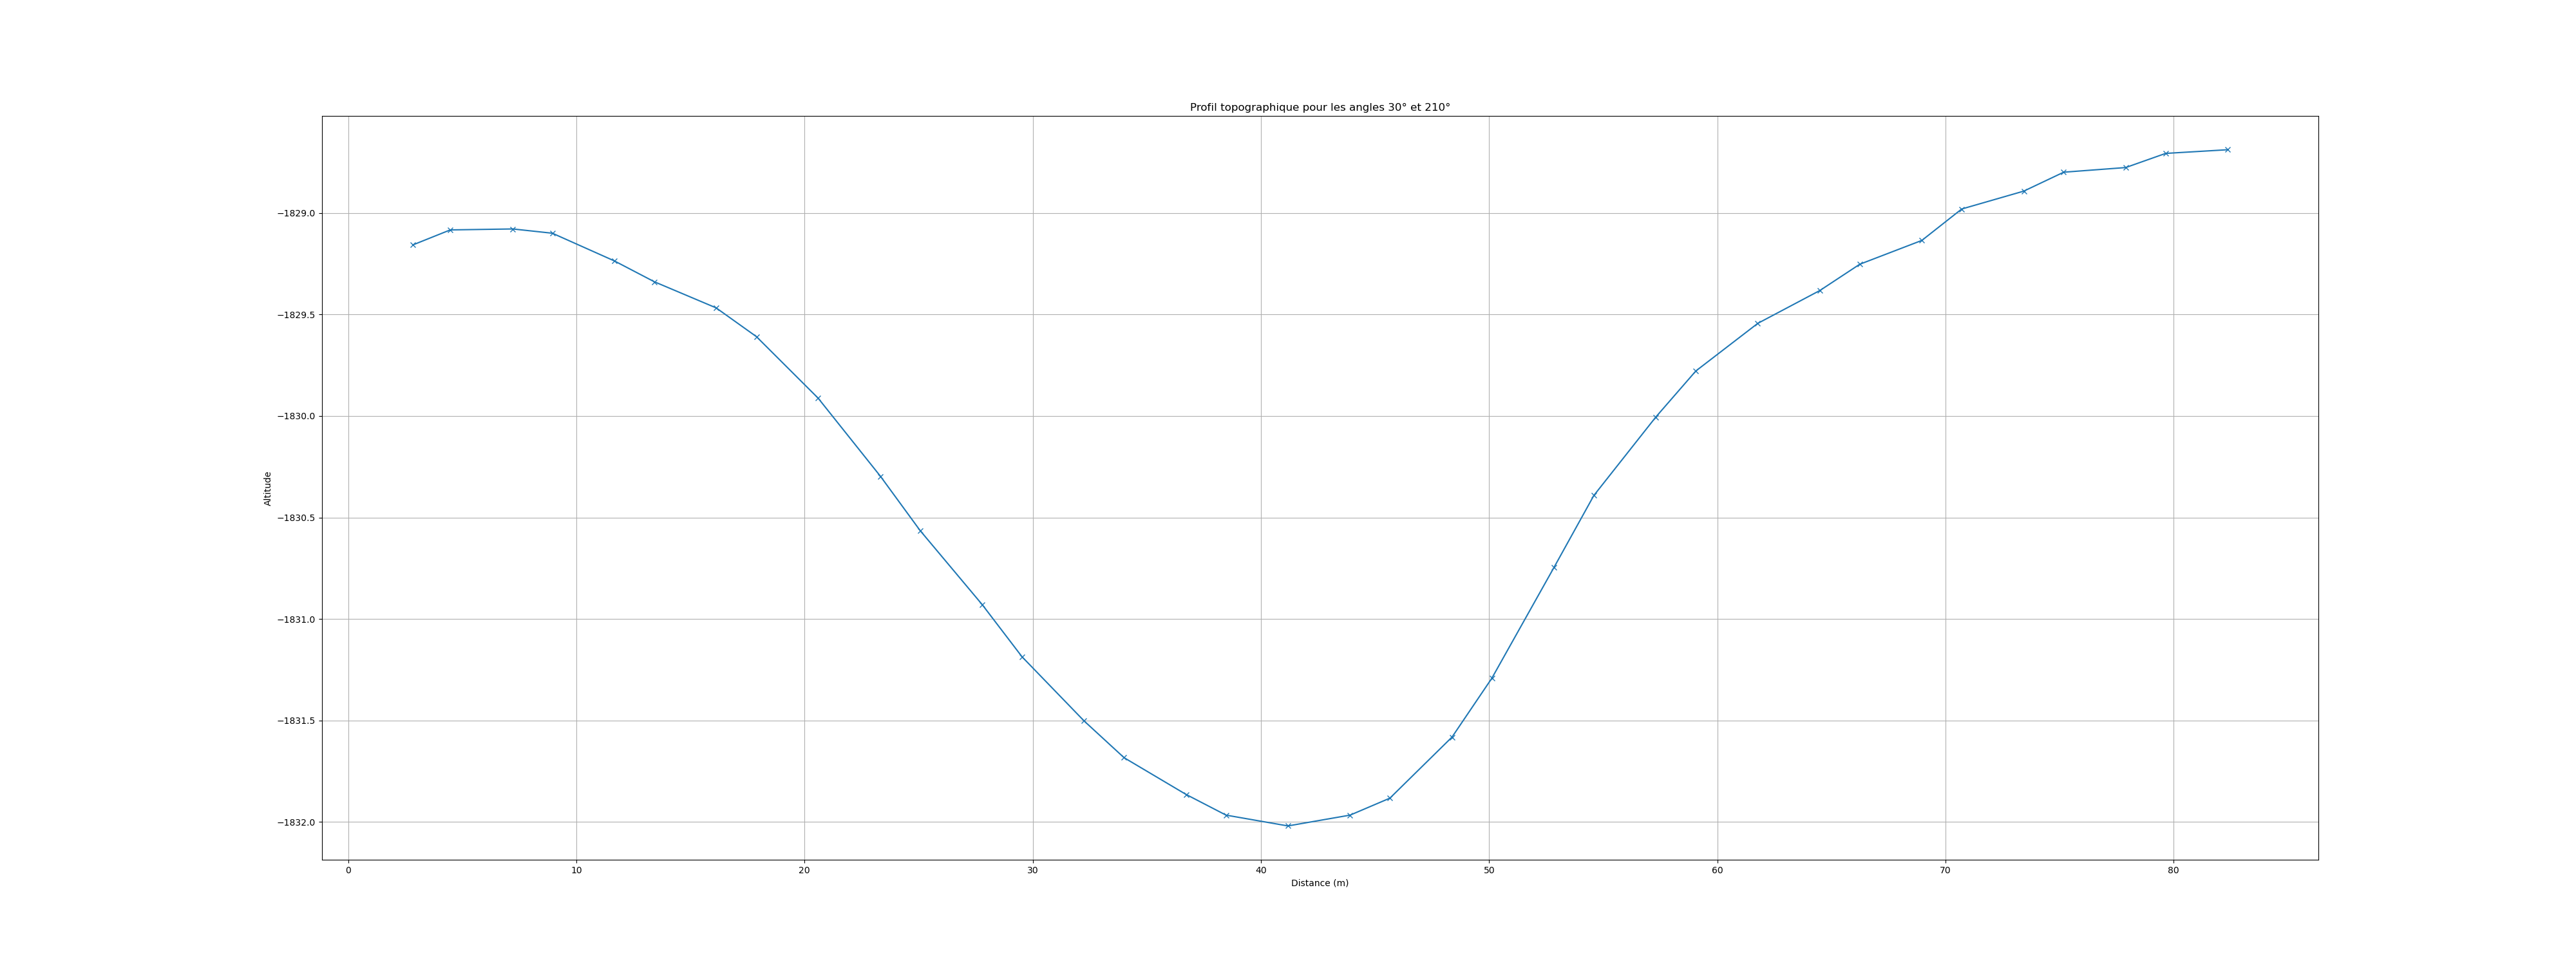 Profil topographique pour les angles 30° et 210°
Altitude
−1829.0
−1829.5
−1830.0
−1830.5
−1831.0
−1831.5
−1832.0
0 10 20 30 40 50 60 70 80
Distance (m)